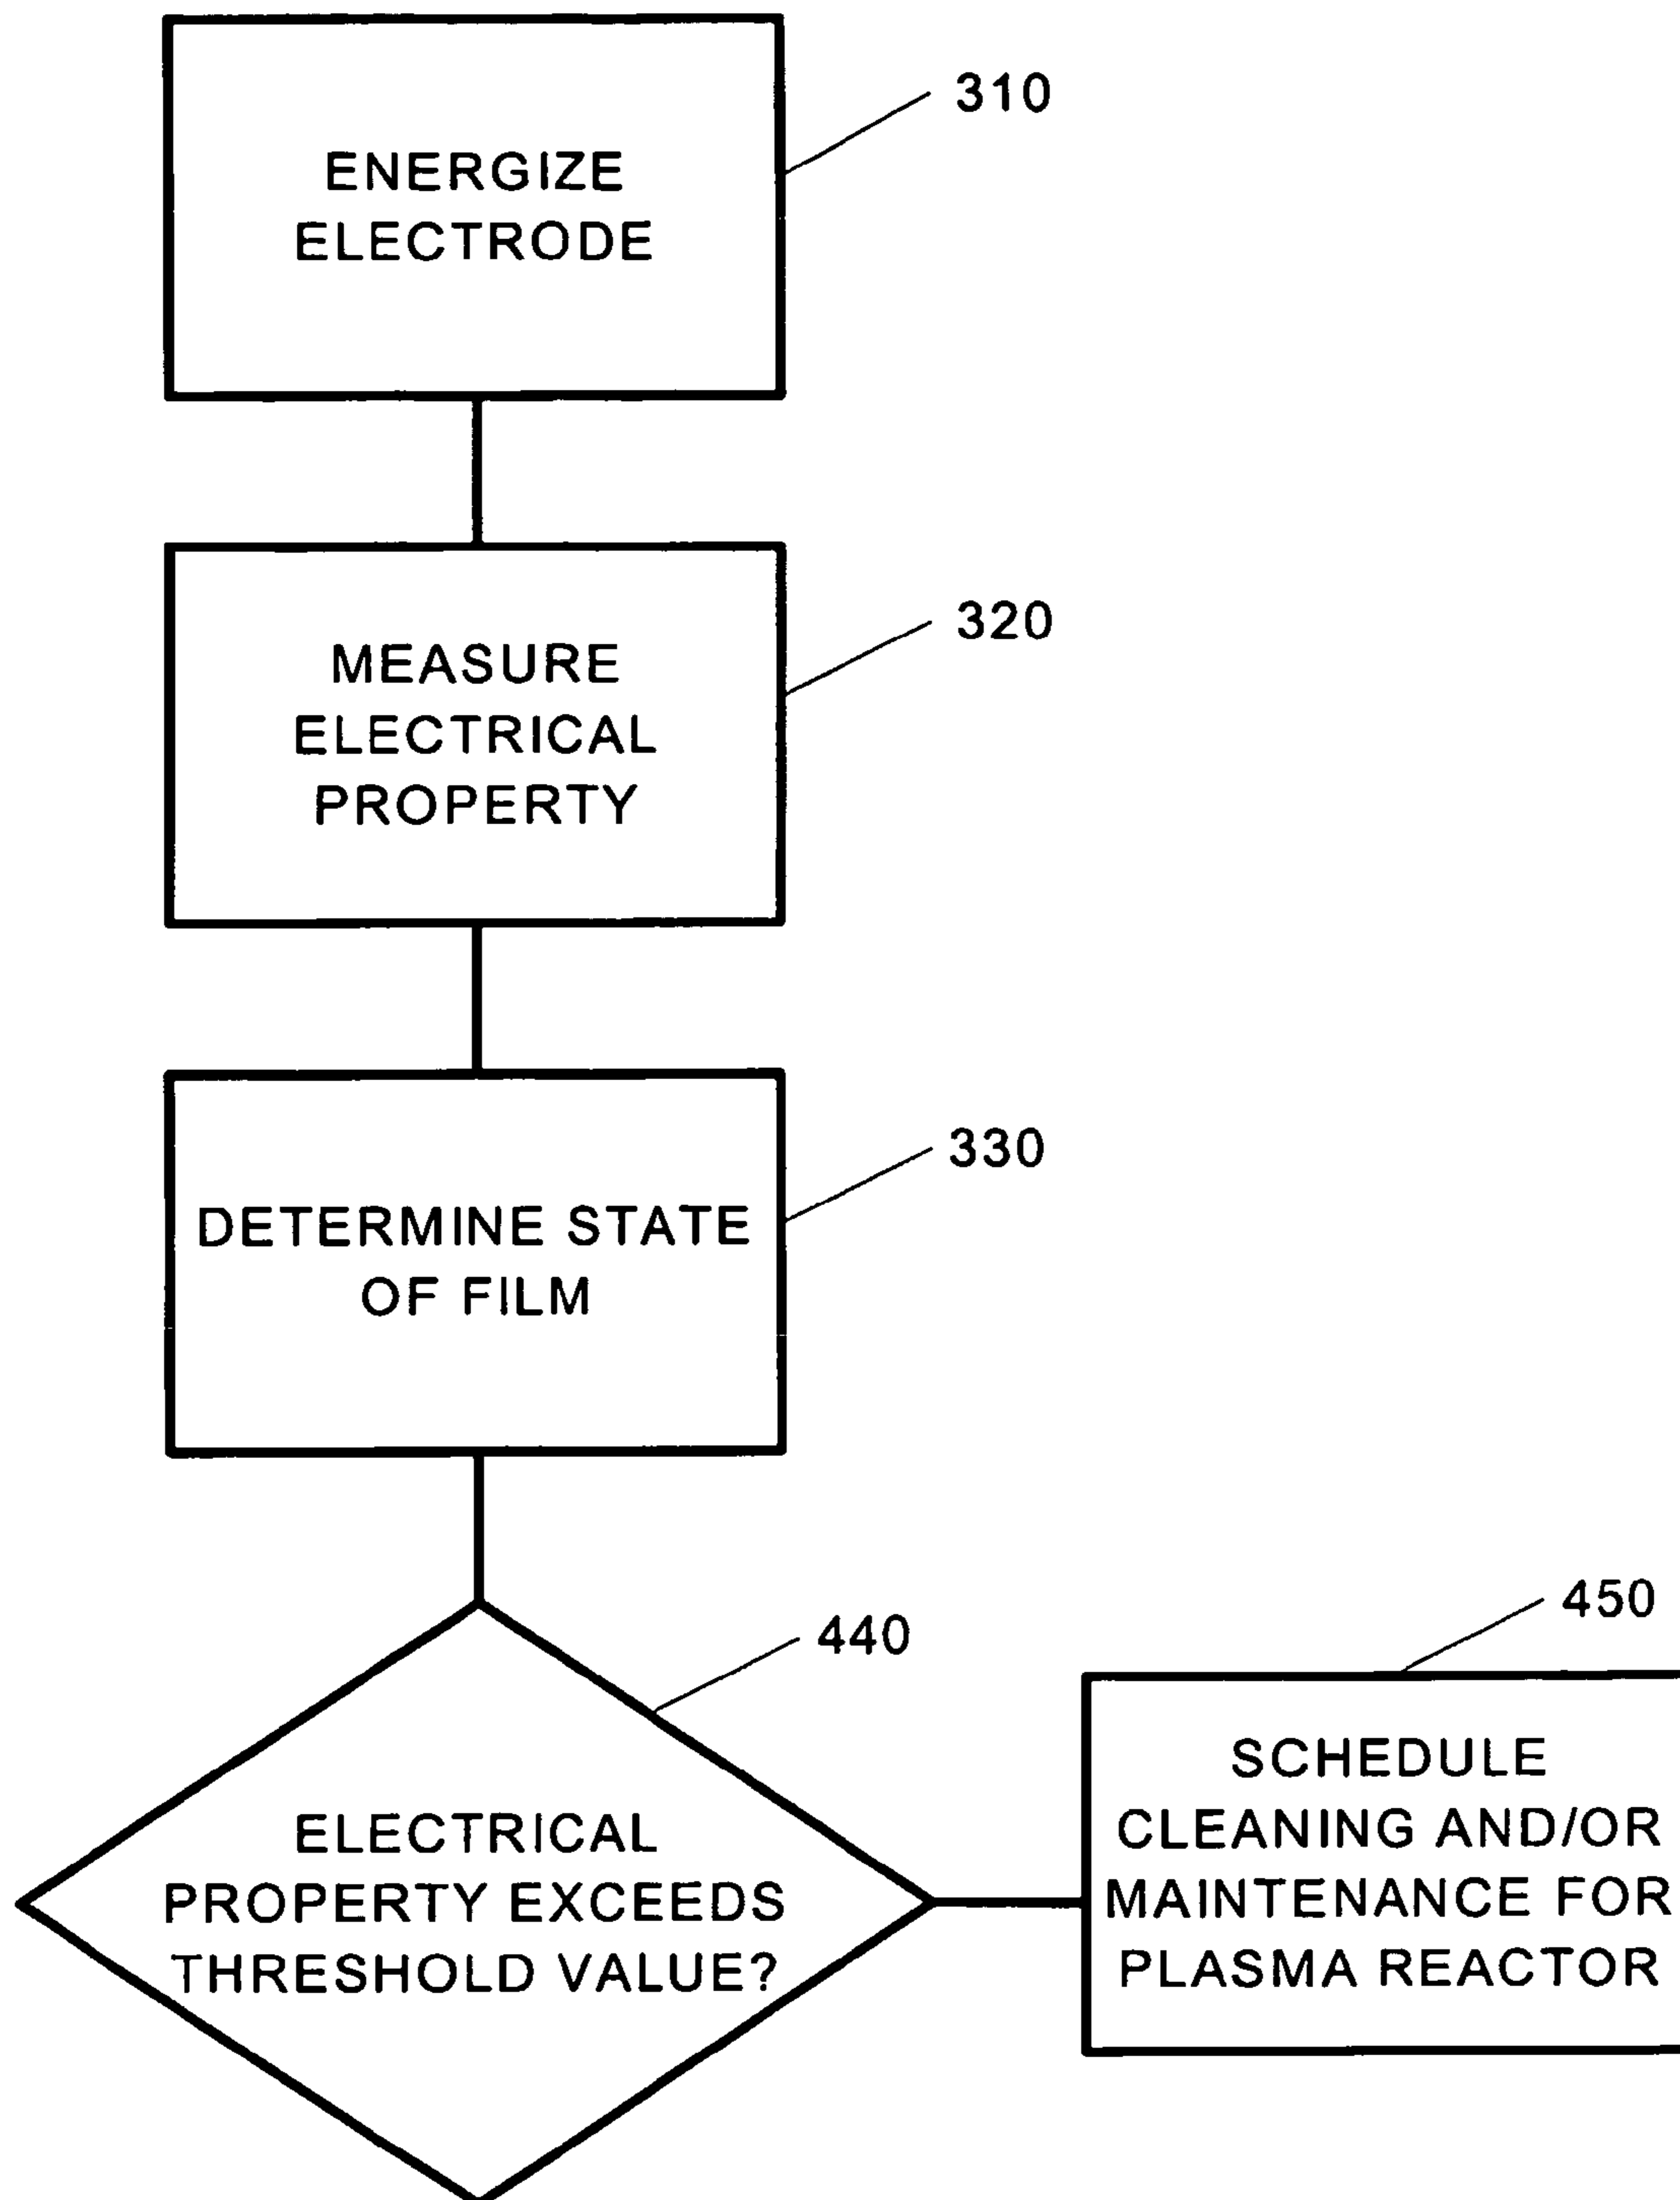 310
ENERGIZE
ELECTRODE
320
MEASURE
ELECTRICAL
PROPERTY
330
DETERMINE STATE
OF FILM
440
ELECTRICAL
PROPERTY EXCEEDS
THRESHOLD VALUE?
450
SCHEDULE
CLEANING AND/OR
MAINTENANCE FOR
PLASMA REACTOR